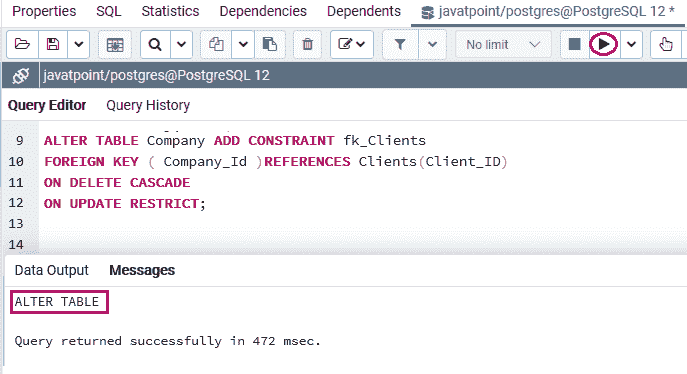 Properties SQL Statistics Dependencies Dependents javatpoint/postgres@PostgreSQL 12 *
No limit
javatpoint/postgres@PostgreSQL 12
Query Editor Query History
9 ALTER TABLE Company ADD CONSTRAINT fk_Clients
10 FOREIGN KEY ( Company_Id )REFERENCES Clients(Client_ID)
11 ON DELETE CASCADE
12 ON UPDATE RESTRICT;
13
14
Data Output Messages
ALTER TABLE
Query returned successfully in 472 msec.